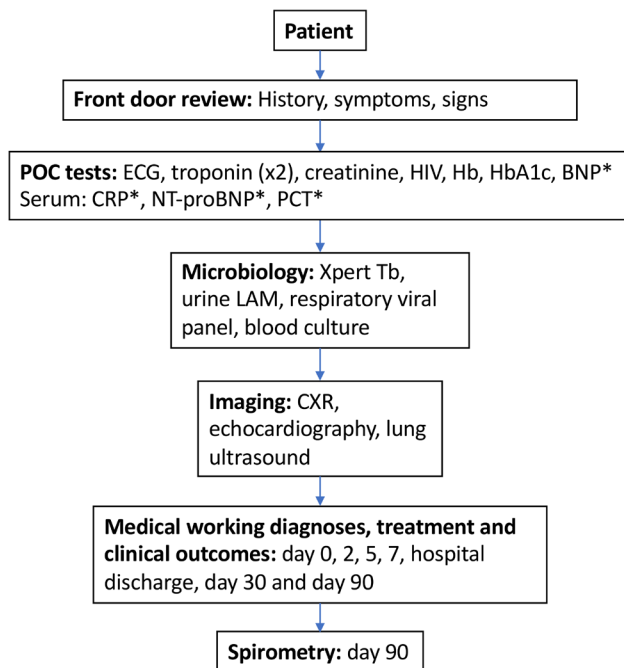 Patient
Front door review: History, symptoms, signs
POC tests: ECG, troponin (x2), creatinine, HIV, Hb, HbA1c, BNP*
Serum: CRP*, NT-proBNP*, PCT*
Microbiology: Xpert Tb,
urine LAM, respiratory viral
panel, blood culture
Imaging: CXR,
echocardiography, lung
ultrasound
Medical working diagnoses, treatment and
clinical outcomes: day 0, 2, 5, 7, hospital
discharge, day 30 and day 90
Spirometry: day 90